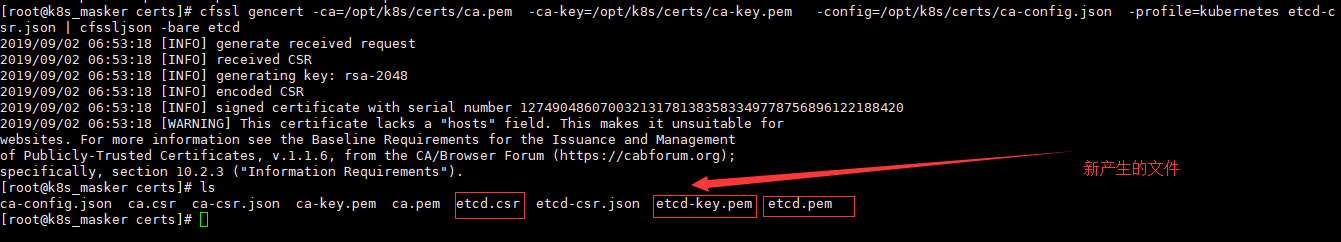 [root@k8s_masker certs]# cfssl gencert -ca=/opt/k8s/certs/ca.pem  -ca-key=/opt/k8s/certs/ca-key.pem   -config=/opt/k8s/certs/ca-config.json  -profile=kubernetes etcd-c
sr.json | cfssljson -bare etcd
2019/09/02 06:53:18 [INFO] generate received request
2019/09/02 06:53:18 [INFO] received CSR
2019/09/02 06:53:18 [INFO] generating key: rsa-2048
2019/09/02 06:53:18 [INFO] encoded CSR
2019/09/02 06:53:18 [INFO] signed certificate with serial number 127490486070032131781383583349778756896122188420
2019/09/02 06:53:18 [WARNING] This certificate lacks a "hosts" field. This makes it unsuitable for
websites. For more information see the Baseline Requirements for the Issuance and Management
of Publicly-Trusted Certificates, v.1.1.6, from the CA/Browser Forum (https://cabforum.org);
specifically, section 10.2.3 ("Information Requirements").
新产生的文件
[root@k8s_masker certs]# ls
ca-config.json  ca.csr  ca-csr.json  ca-key.pem  ca.pem  etcd.csr  etcd-csr.json  etcd-key.pem  etcd.pem
[root@k8s_masker certs]#